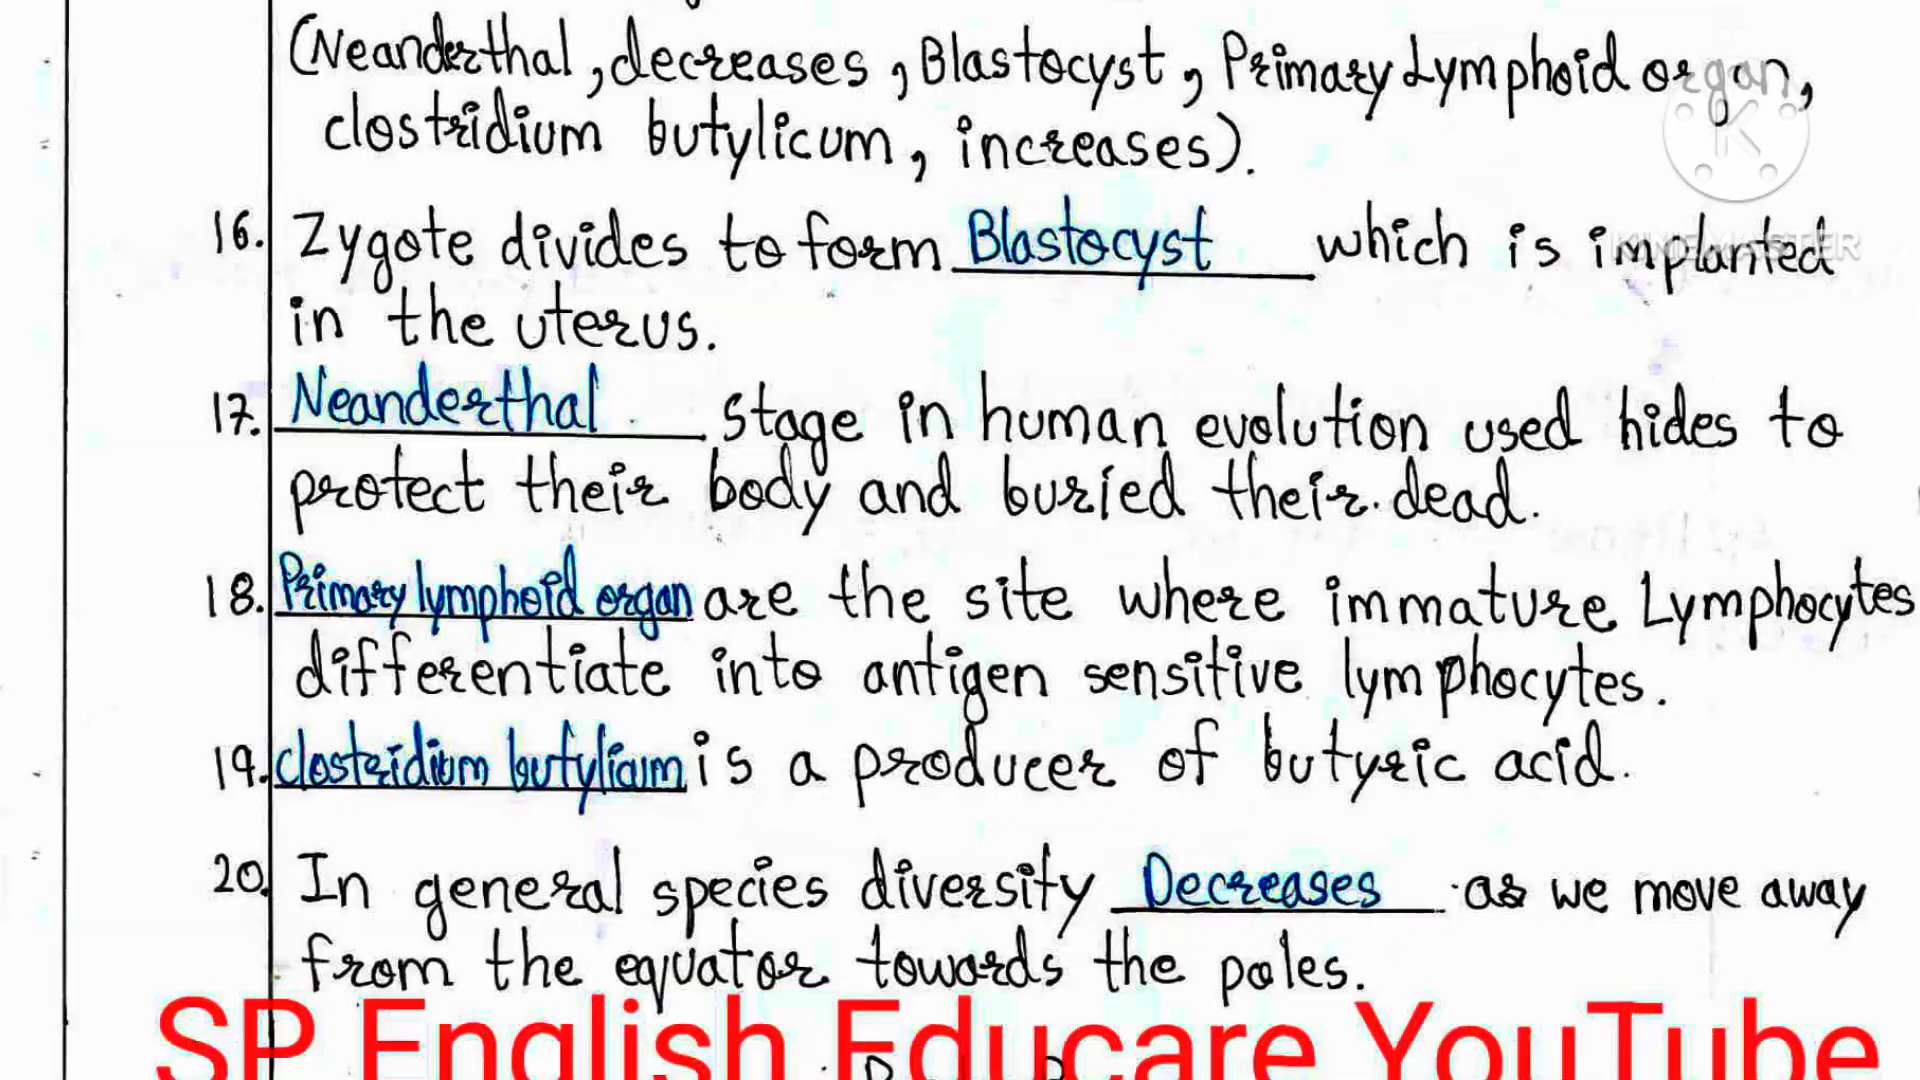 (Neanderthal, decreases, Blastocyst, Primary Lymphoid organ,
clostridium butylicum, increases).
KINEMASTER
16. Zygote divides to form Blastocyst which is implanted
in the uterus.
17. Neanderthal stage in human evolution used hides to
protect their body and buried their dead.
18. Primary lymphoid organ are the site where immature Lymphocytes
differentiate into antigen sensitive lymphocytes.
19. clostridium butylicum is a producer of butyric acid.
20. In general species diversity Decreases as we move away
from the equator towards the poles.
SP English Educare YouTube